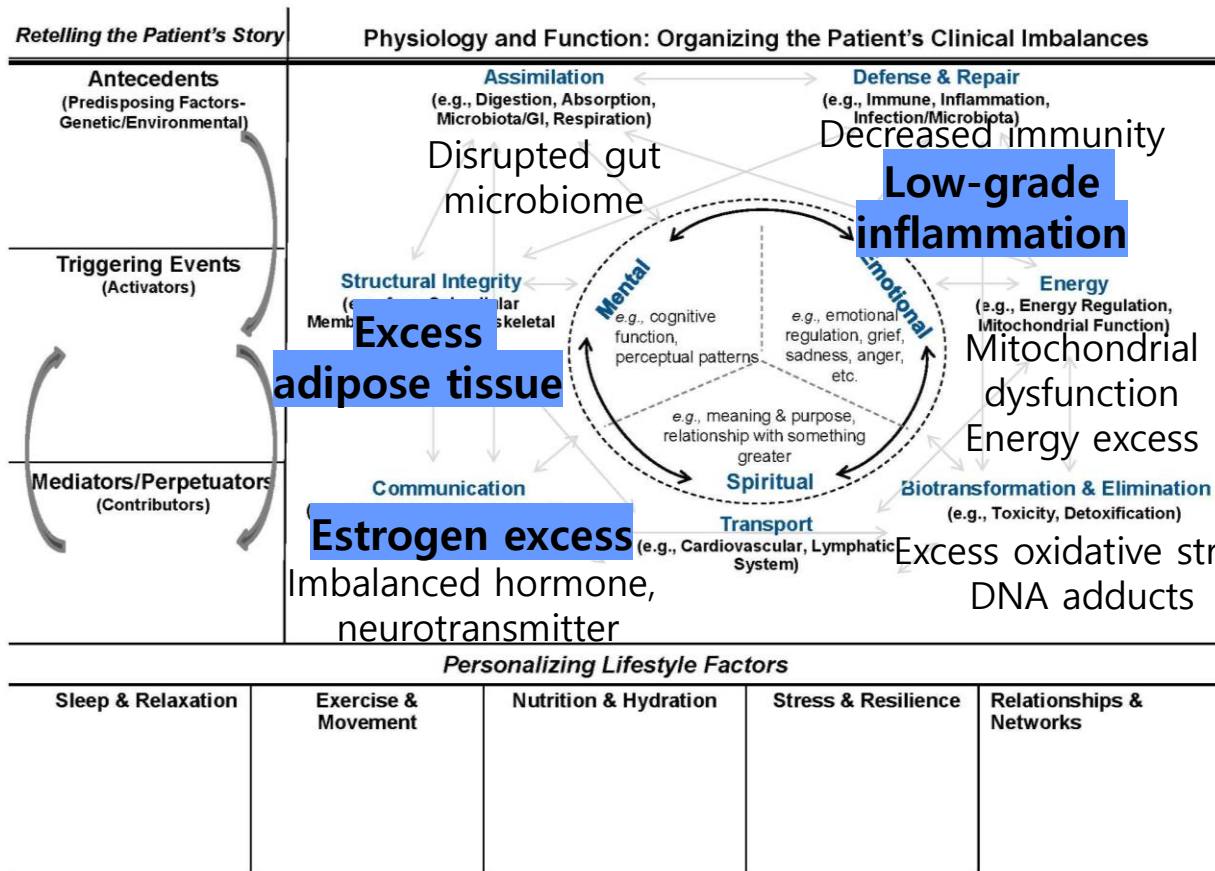 Retelling the Patient's Story
Physiology and Function: Organizing the Patient's Clinical Imbalances
Antecedents
(Predisposing Factors-
Genetic/Environmental)
Triggering Events
(Activators)
Mediators/Perpetuators
(Contributors)
Assimilation
(e.g., Digestion, Absorption,
Microbiota/GI, Respiration)
Disrupted gut
microbiome
Defense & Repair
(e.g., Immune, Inflammation,
Infection/Microbiota)
Decreased immunity
Low-grade
inflammation
Structural Integrity
Excess
adipose tissue
Mental
e.g., cognitive
function,
perceptual patterns
Emotional
e.g., emotional
regulation, grief,
sadness, anger,
etc.
e.g., meaning & purpose,
relationship with something
greater
Spiritual
Energy
(e.g., Energy Regulation,
Mitochondrial Function)
Mitochondrial
dysfunction
Energy excess
Communication
Estrogen excess
Imbalanced hormone,
neurotransmitter
Transport
(e.g., Cardiovascular, Lymphatic
System)
Biotransformation & Elimination
(e.g., Toxicity, Detoxification)
Excess oxidative str
DNA adducts
Personalizing Lifestyle Factors
Sleep & Relaxation
Exercise &
Movement
Nutrition & Hydration
Stress & Resilience
Relationships &
Networks